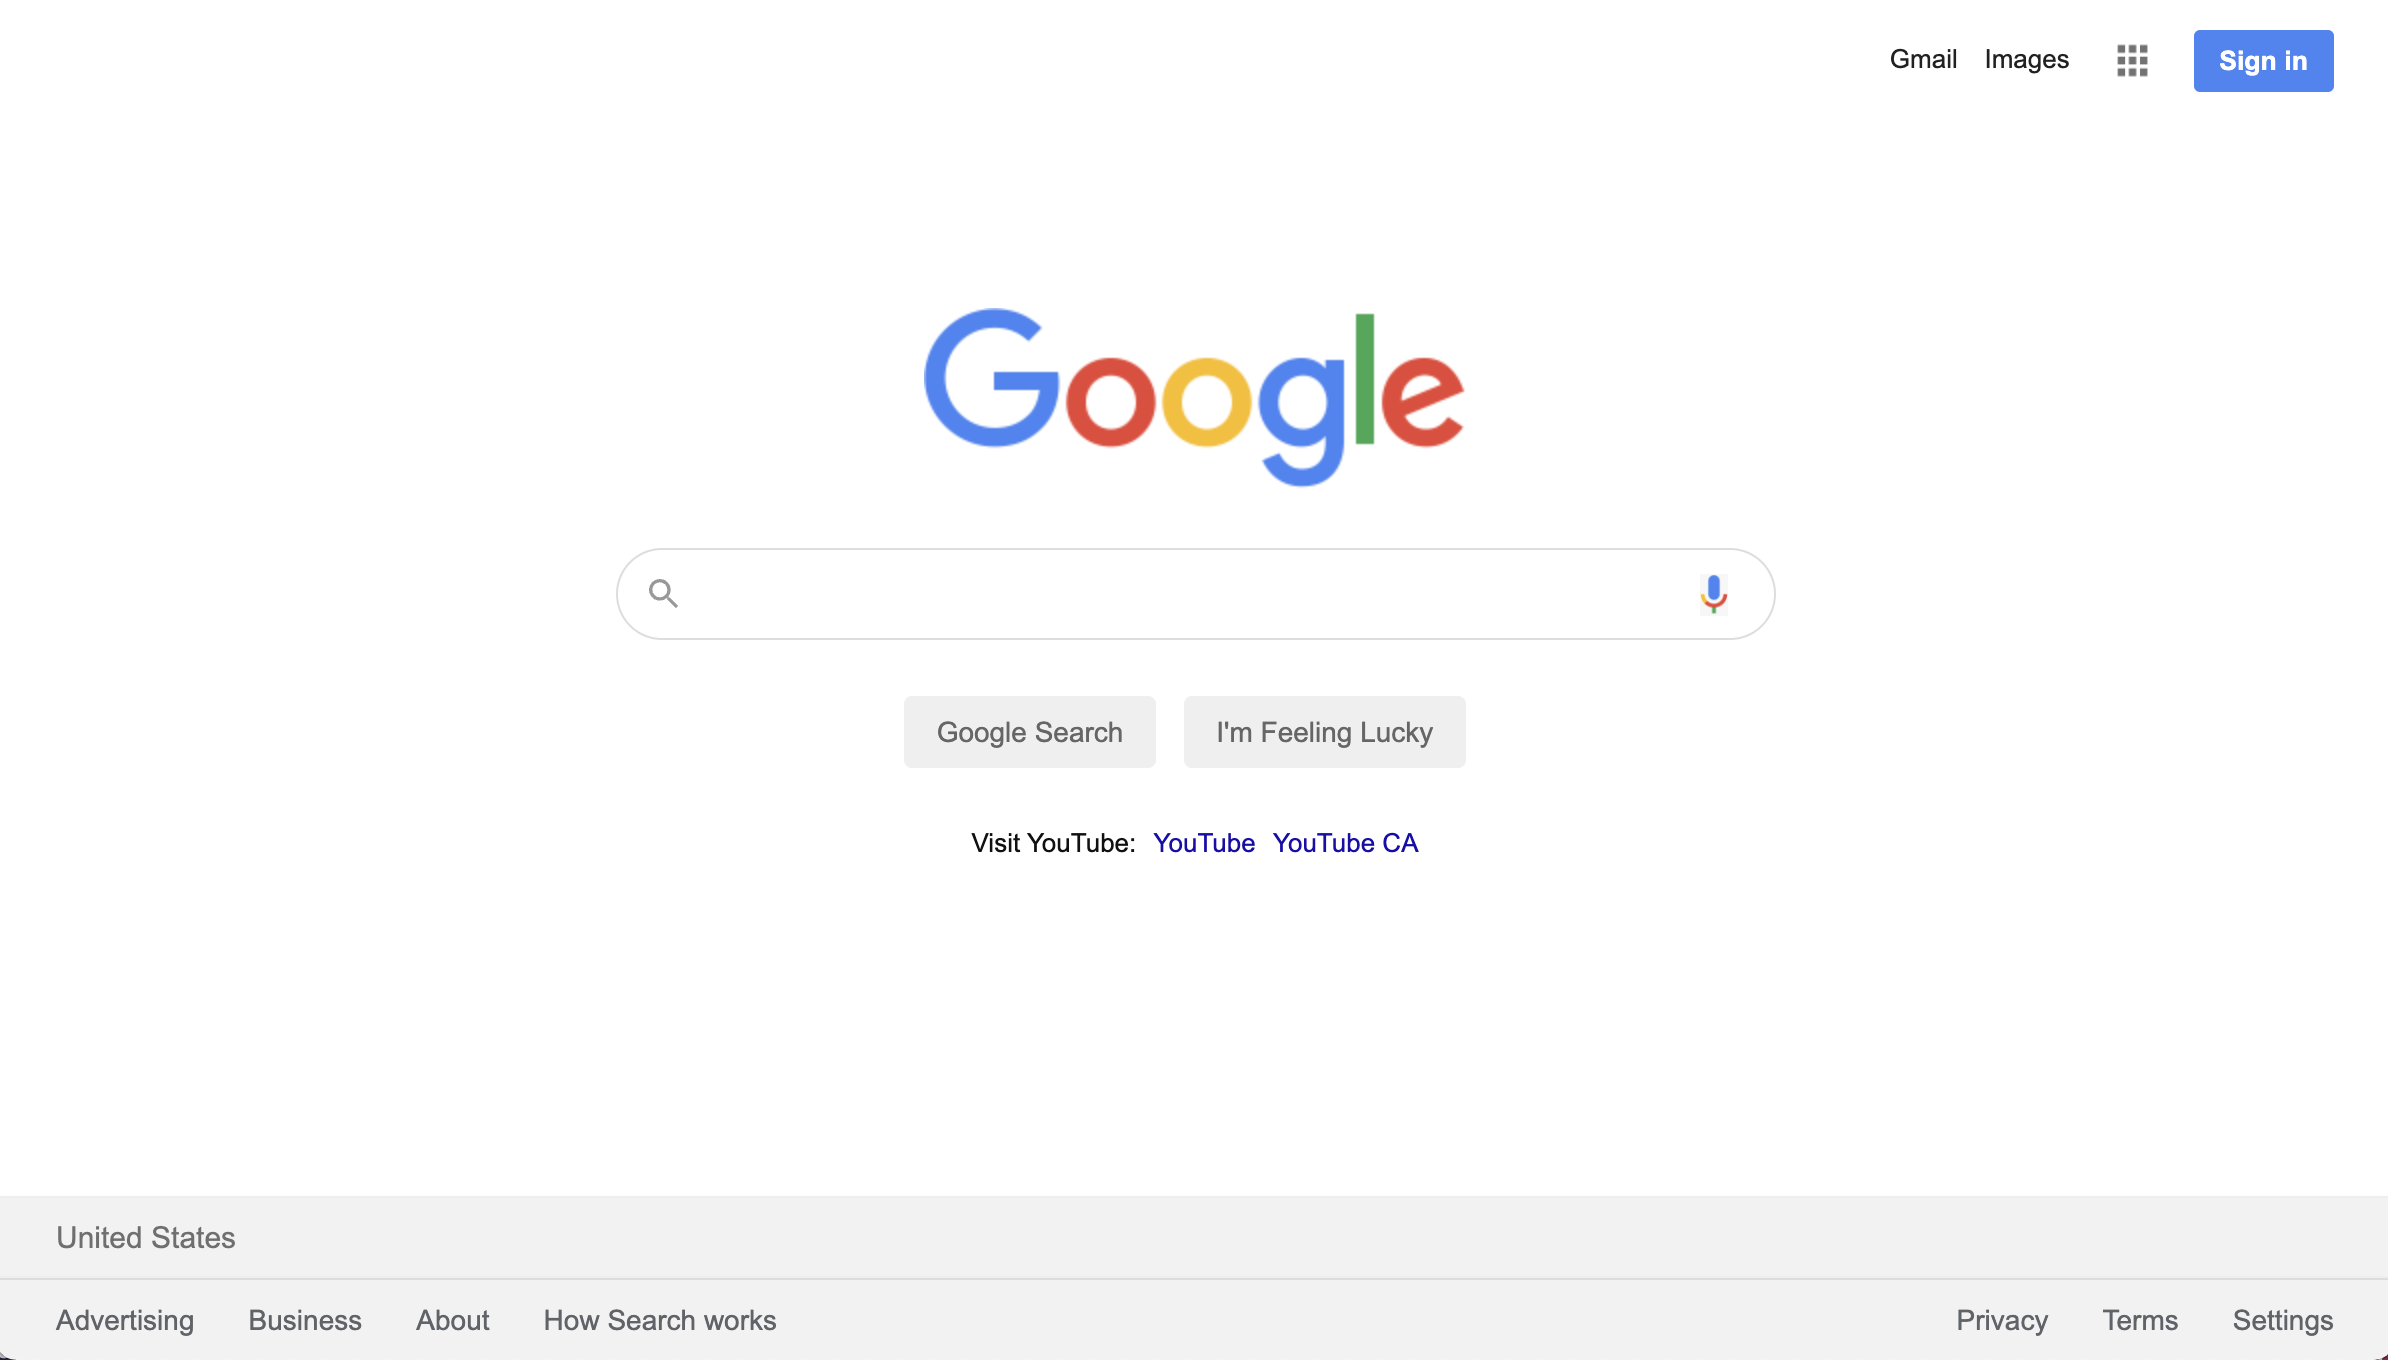 Gmail Images Sign in
Google
Google Search I'm Feeling Lucky
Visit YouTube: YouTube YouTube CA
United States
Advertising Business About How Search works Privacy Terms Settings